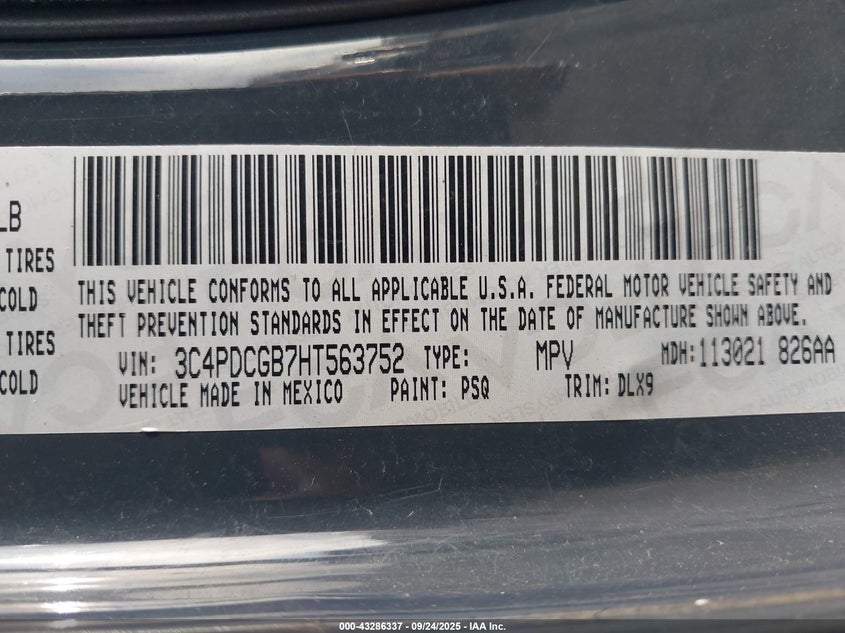 LB
TIRES
COLD
TIRES
COLD
THIS VEHICLE CONFORMS TO ALL APPLICABLE U.S.A. FEDERAL MOTOR VEHICLE SAFETY AND
THEFT PREVENTION STANDARDS IN EFFECT ON THE DATE OF MANUFACTURE SHOWN ABOVE.
VIN: 3C4PDCGB7HT563752 TYPE: MPV MDH:113021 826AA
VEHICLE MADE IN MEXICO PAINT: PSQ TRIM: DLX9
000-43286337 - 09/24/2025 - IAA Inc.